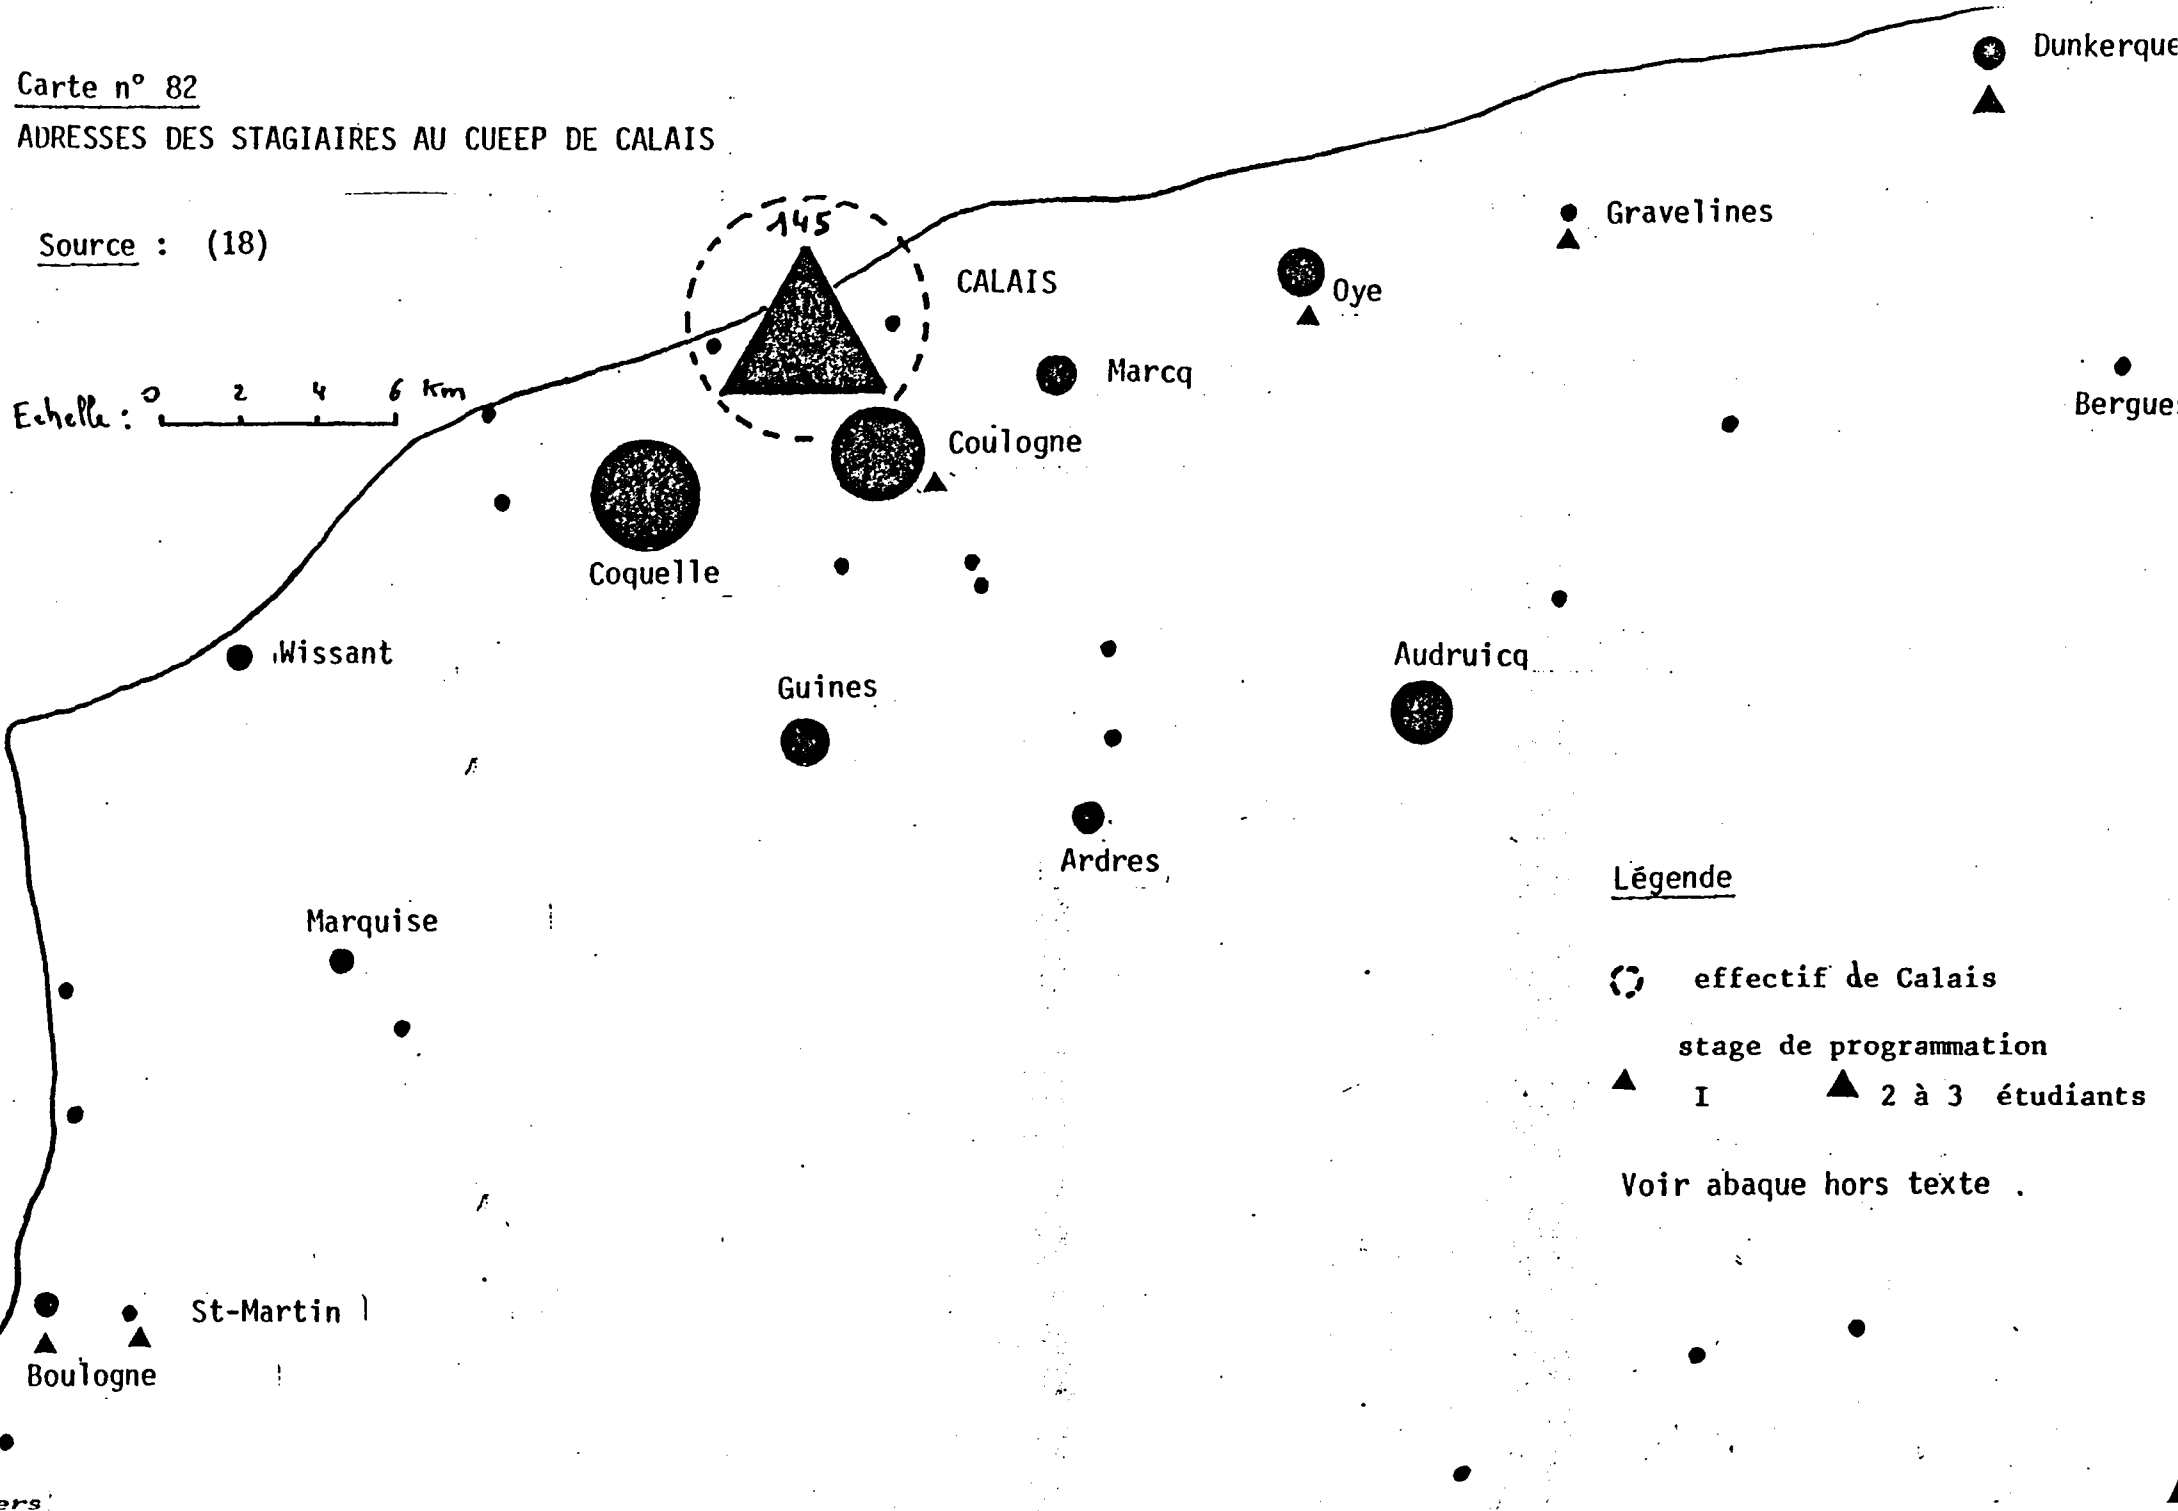 Carte n° 82
ADRESSES DES STAGIAIRES AU CUEEP DE CALAIS
Source : (18)
Echelle : 0 2 4 6 Km
145
CALAIS
Dunkerque
Gravelines
Oye
Marcq
Bergues
Coulogne
Coquelle
Wissant
Guines
Audruicq
Ardres
Marquise
St-Martin
Boulogne
Légende
effectif de Calais
stage de programmation
I 2 à 3 étudiants
Voir abaque hors texte .
ers